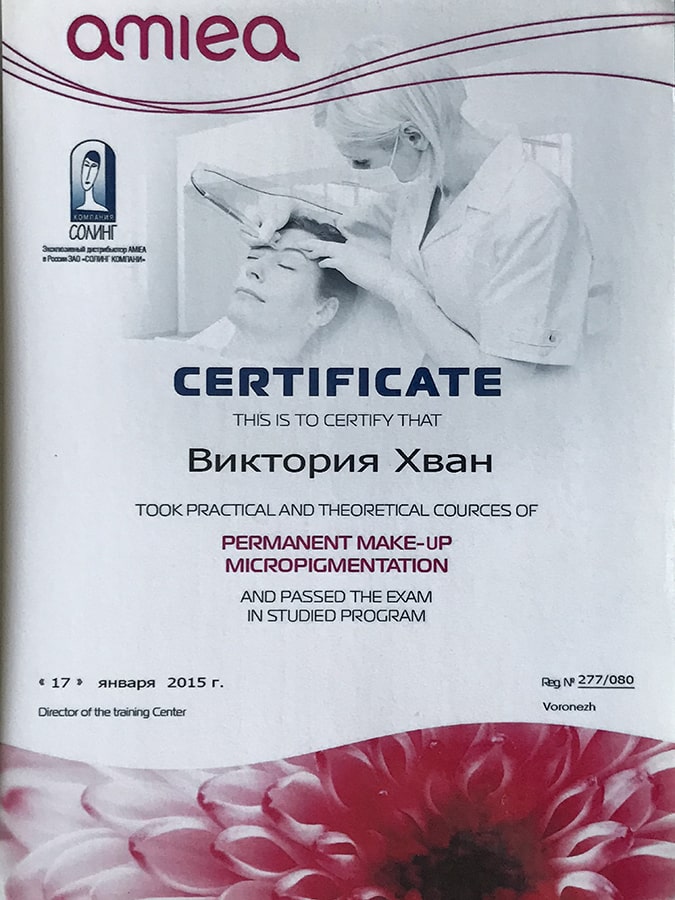 amiea
КОМПАНИЯ
СОЛИНГ
Эксклюзивный дистрибьютор AMIEA
в России ЗАО «СОЛИНГ КОМПАНИ»
CERTIFICATE
THIS IS TO CERTIFY THAT
Виктория Хван
TOOK PRACTICAL AND THEORETICAL COURCES OF
PERMANENT MAKE-UP
MICROPIGMENTATION
AND PASSED THE EXAM
IN STUDIED PROGRAM
« 17 » января 2015 г.
Reg. № 277/080
Director of the training Center
Voronezh